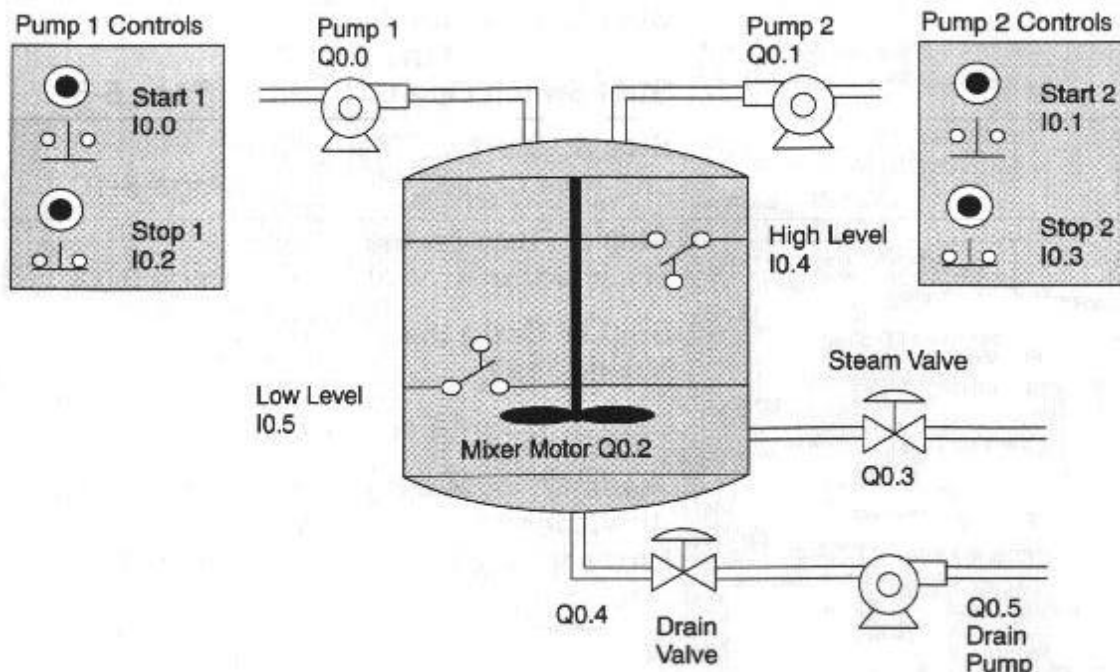 Pump 1 Controls
Start 1
I0.0
Stop 1
I0.2
Pump 1
Q0.0
Pump 2
Q0.1
Pump 2 Controls
Start 2
I0.1
Stop 2
I0.3
High Level
I0.4
Low Level
I0.5
Mixer Motor Q0.2
Steam Valve
Q0.3
Q0.4
Drain
Valve
Q0.5
Drain
Pump